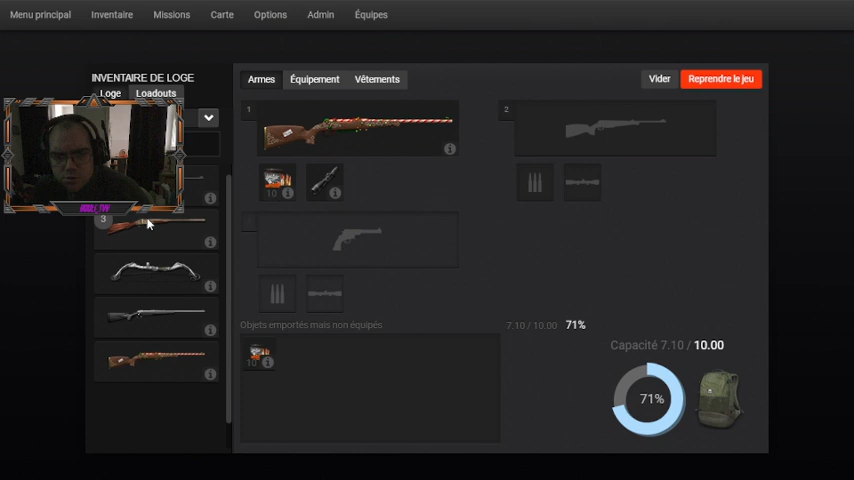 Menu principal Inventaire Missions Carte Options Admin Équipes
INVENTAIRE DE LOGE
Loge Loadouts
Armes Équipement Vêtements
Vider Reprendre le jeu
1
2
10
3
Objets emportés mais non équipés
7.10 / 10.00 71%
Capacité 7.10 / 10.00
10
71%